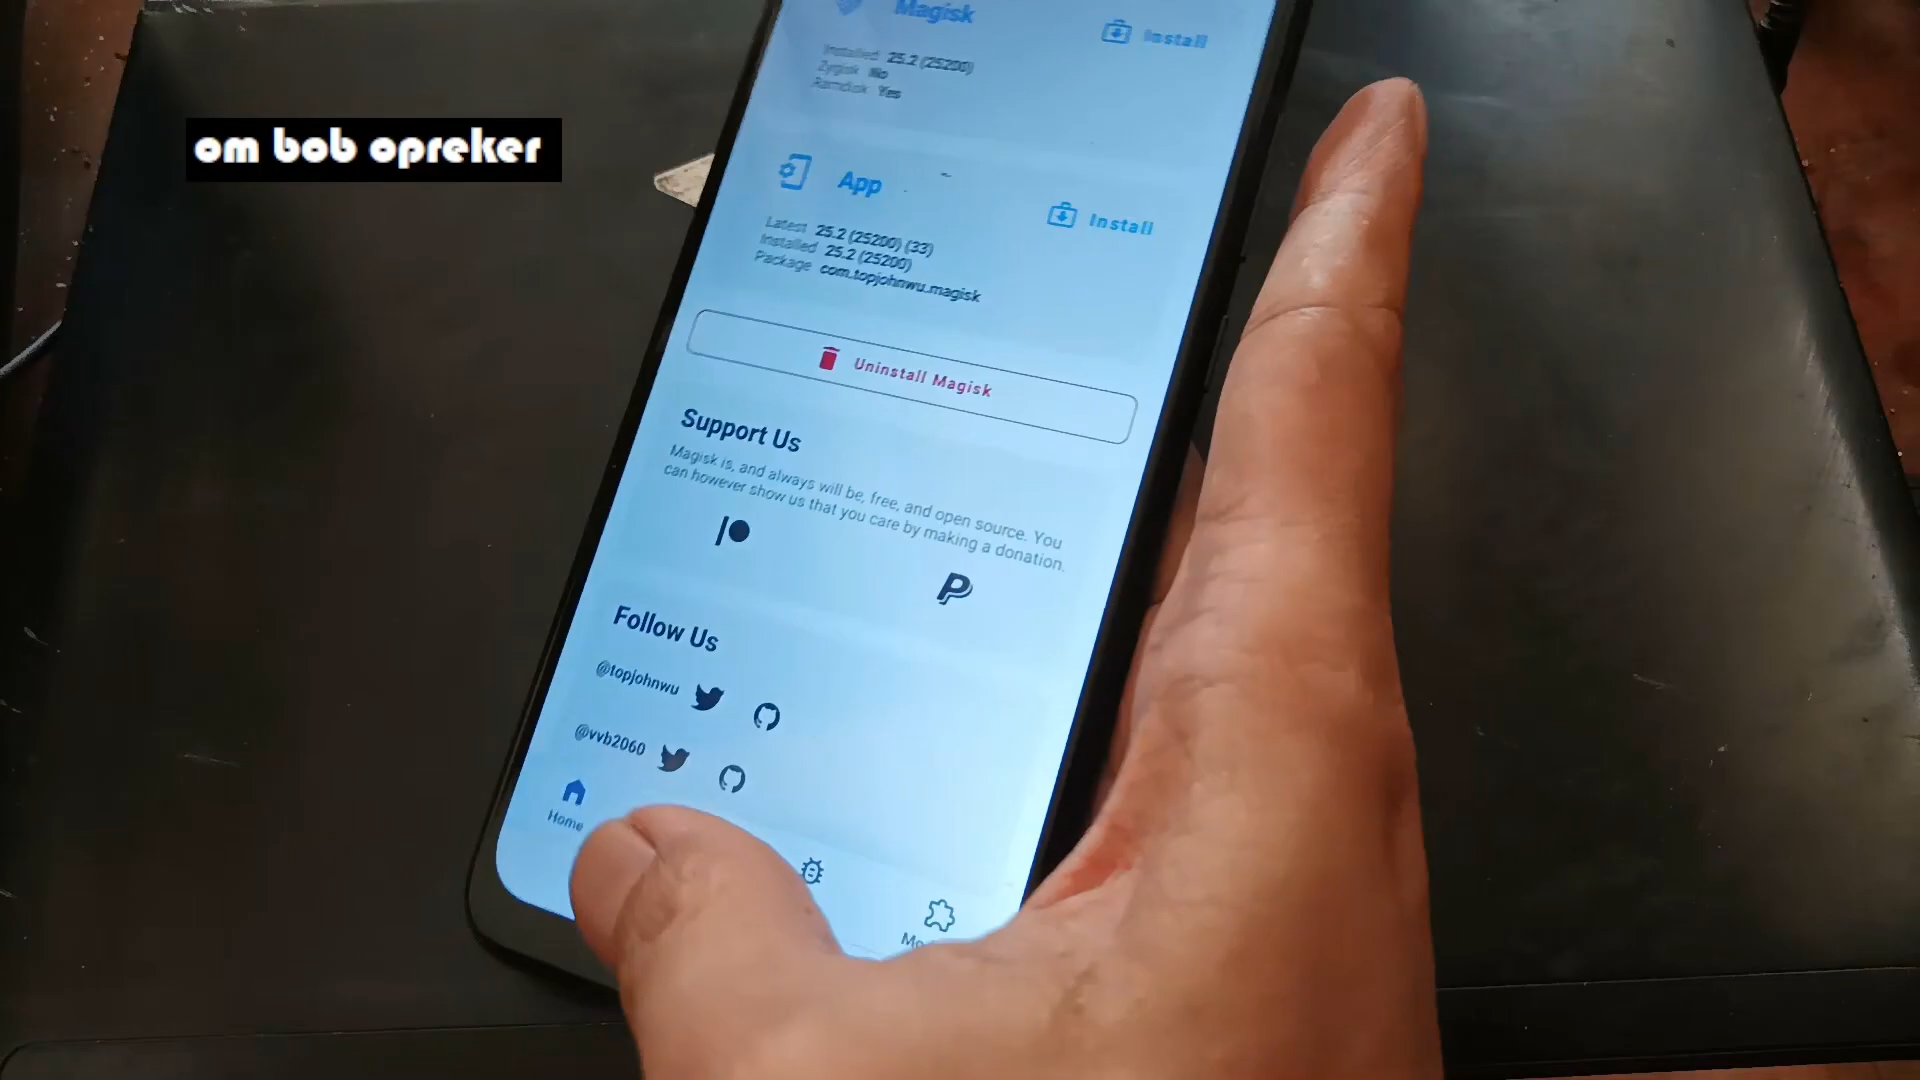 om bob opreker
Magisk
Install
Installed 25.2 (25200)
Zygisk No
Ramdisk Yes
App
Install
Latest 25.2 (25200) (33)
Installed 25.2 (25200)
Package com.topjohnwu.magisk
Uninstall Magisk
Support Us
Magisk is, and always will be, free, and open source. You
can however show us that you care by making a donation.
Follow Us
@topjohnwu
@vvb2060
Home